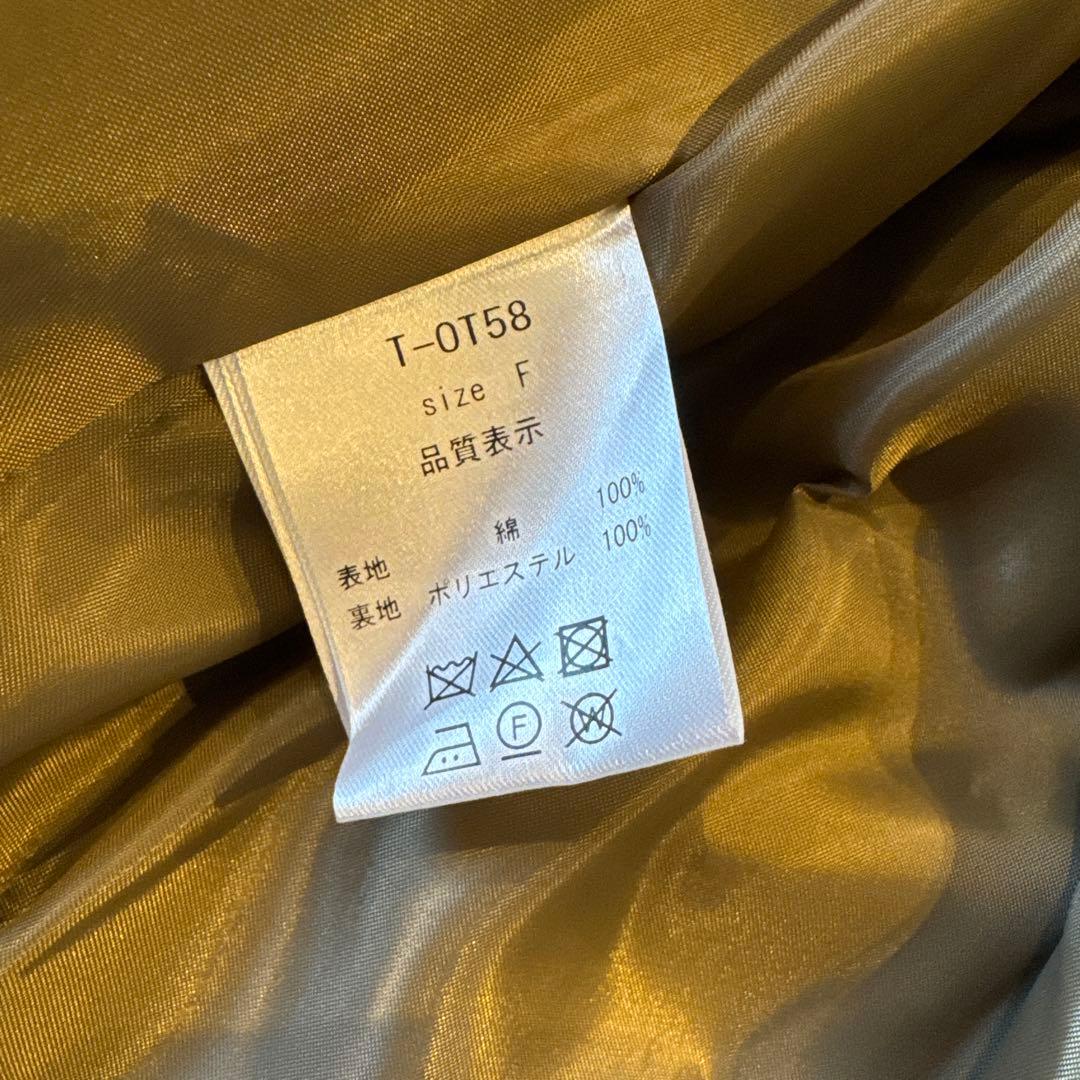 T-OT58
size F
品質表示
表地 綿 100%
裏地 ポリエステル 100%
F W